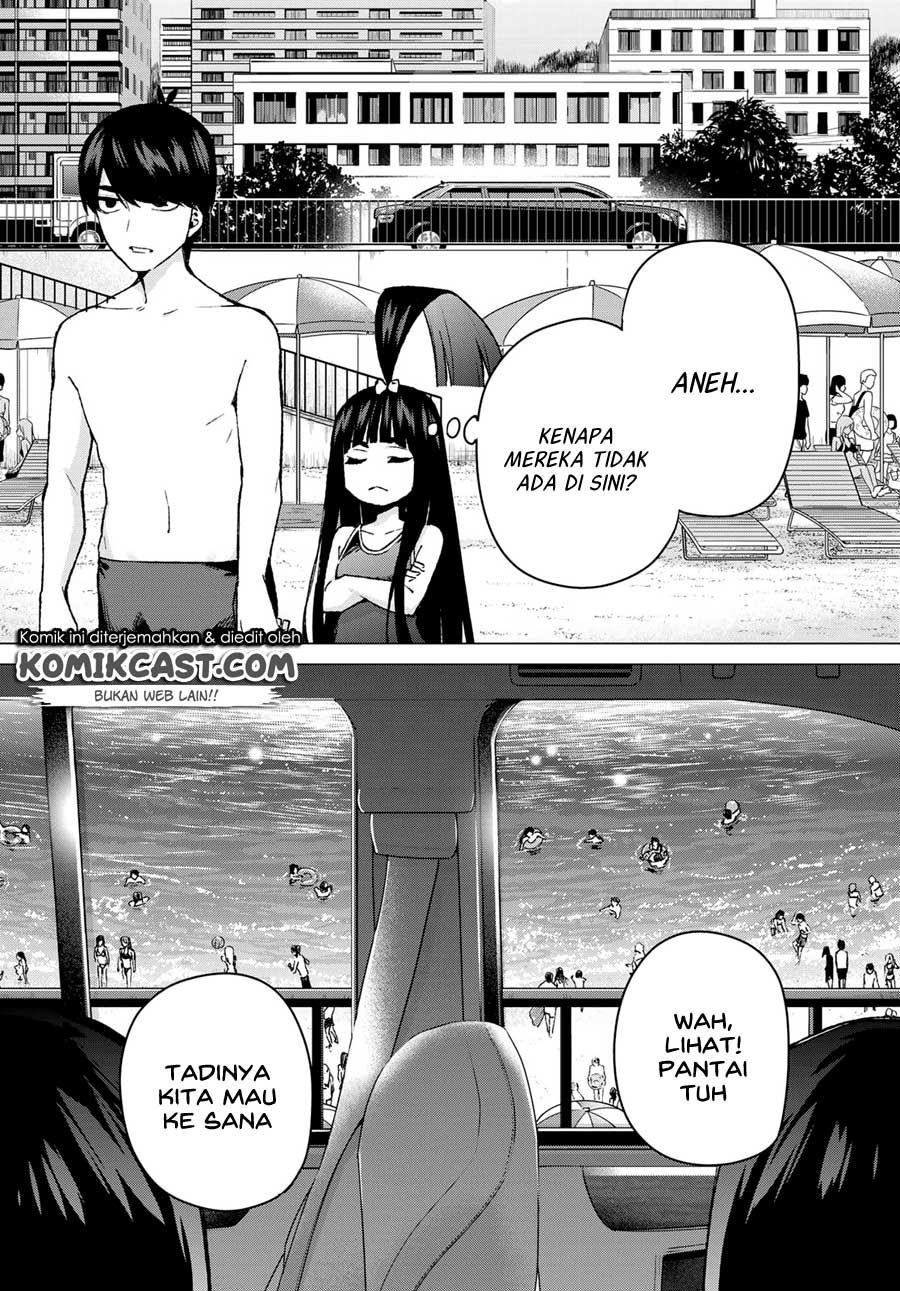 ANEH...
KENAPA
MEREKA TIDAK
ADA DI SINI?
Komik ini diterjemahkan & diedit oleh
KOMIKCAST.COM
BUKAN WEB LAIN!!
WAH,
LIHAT!
PANTAI
TUH
TADINYA
KITA MAU
KE SANA